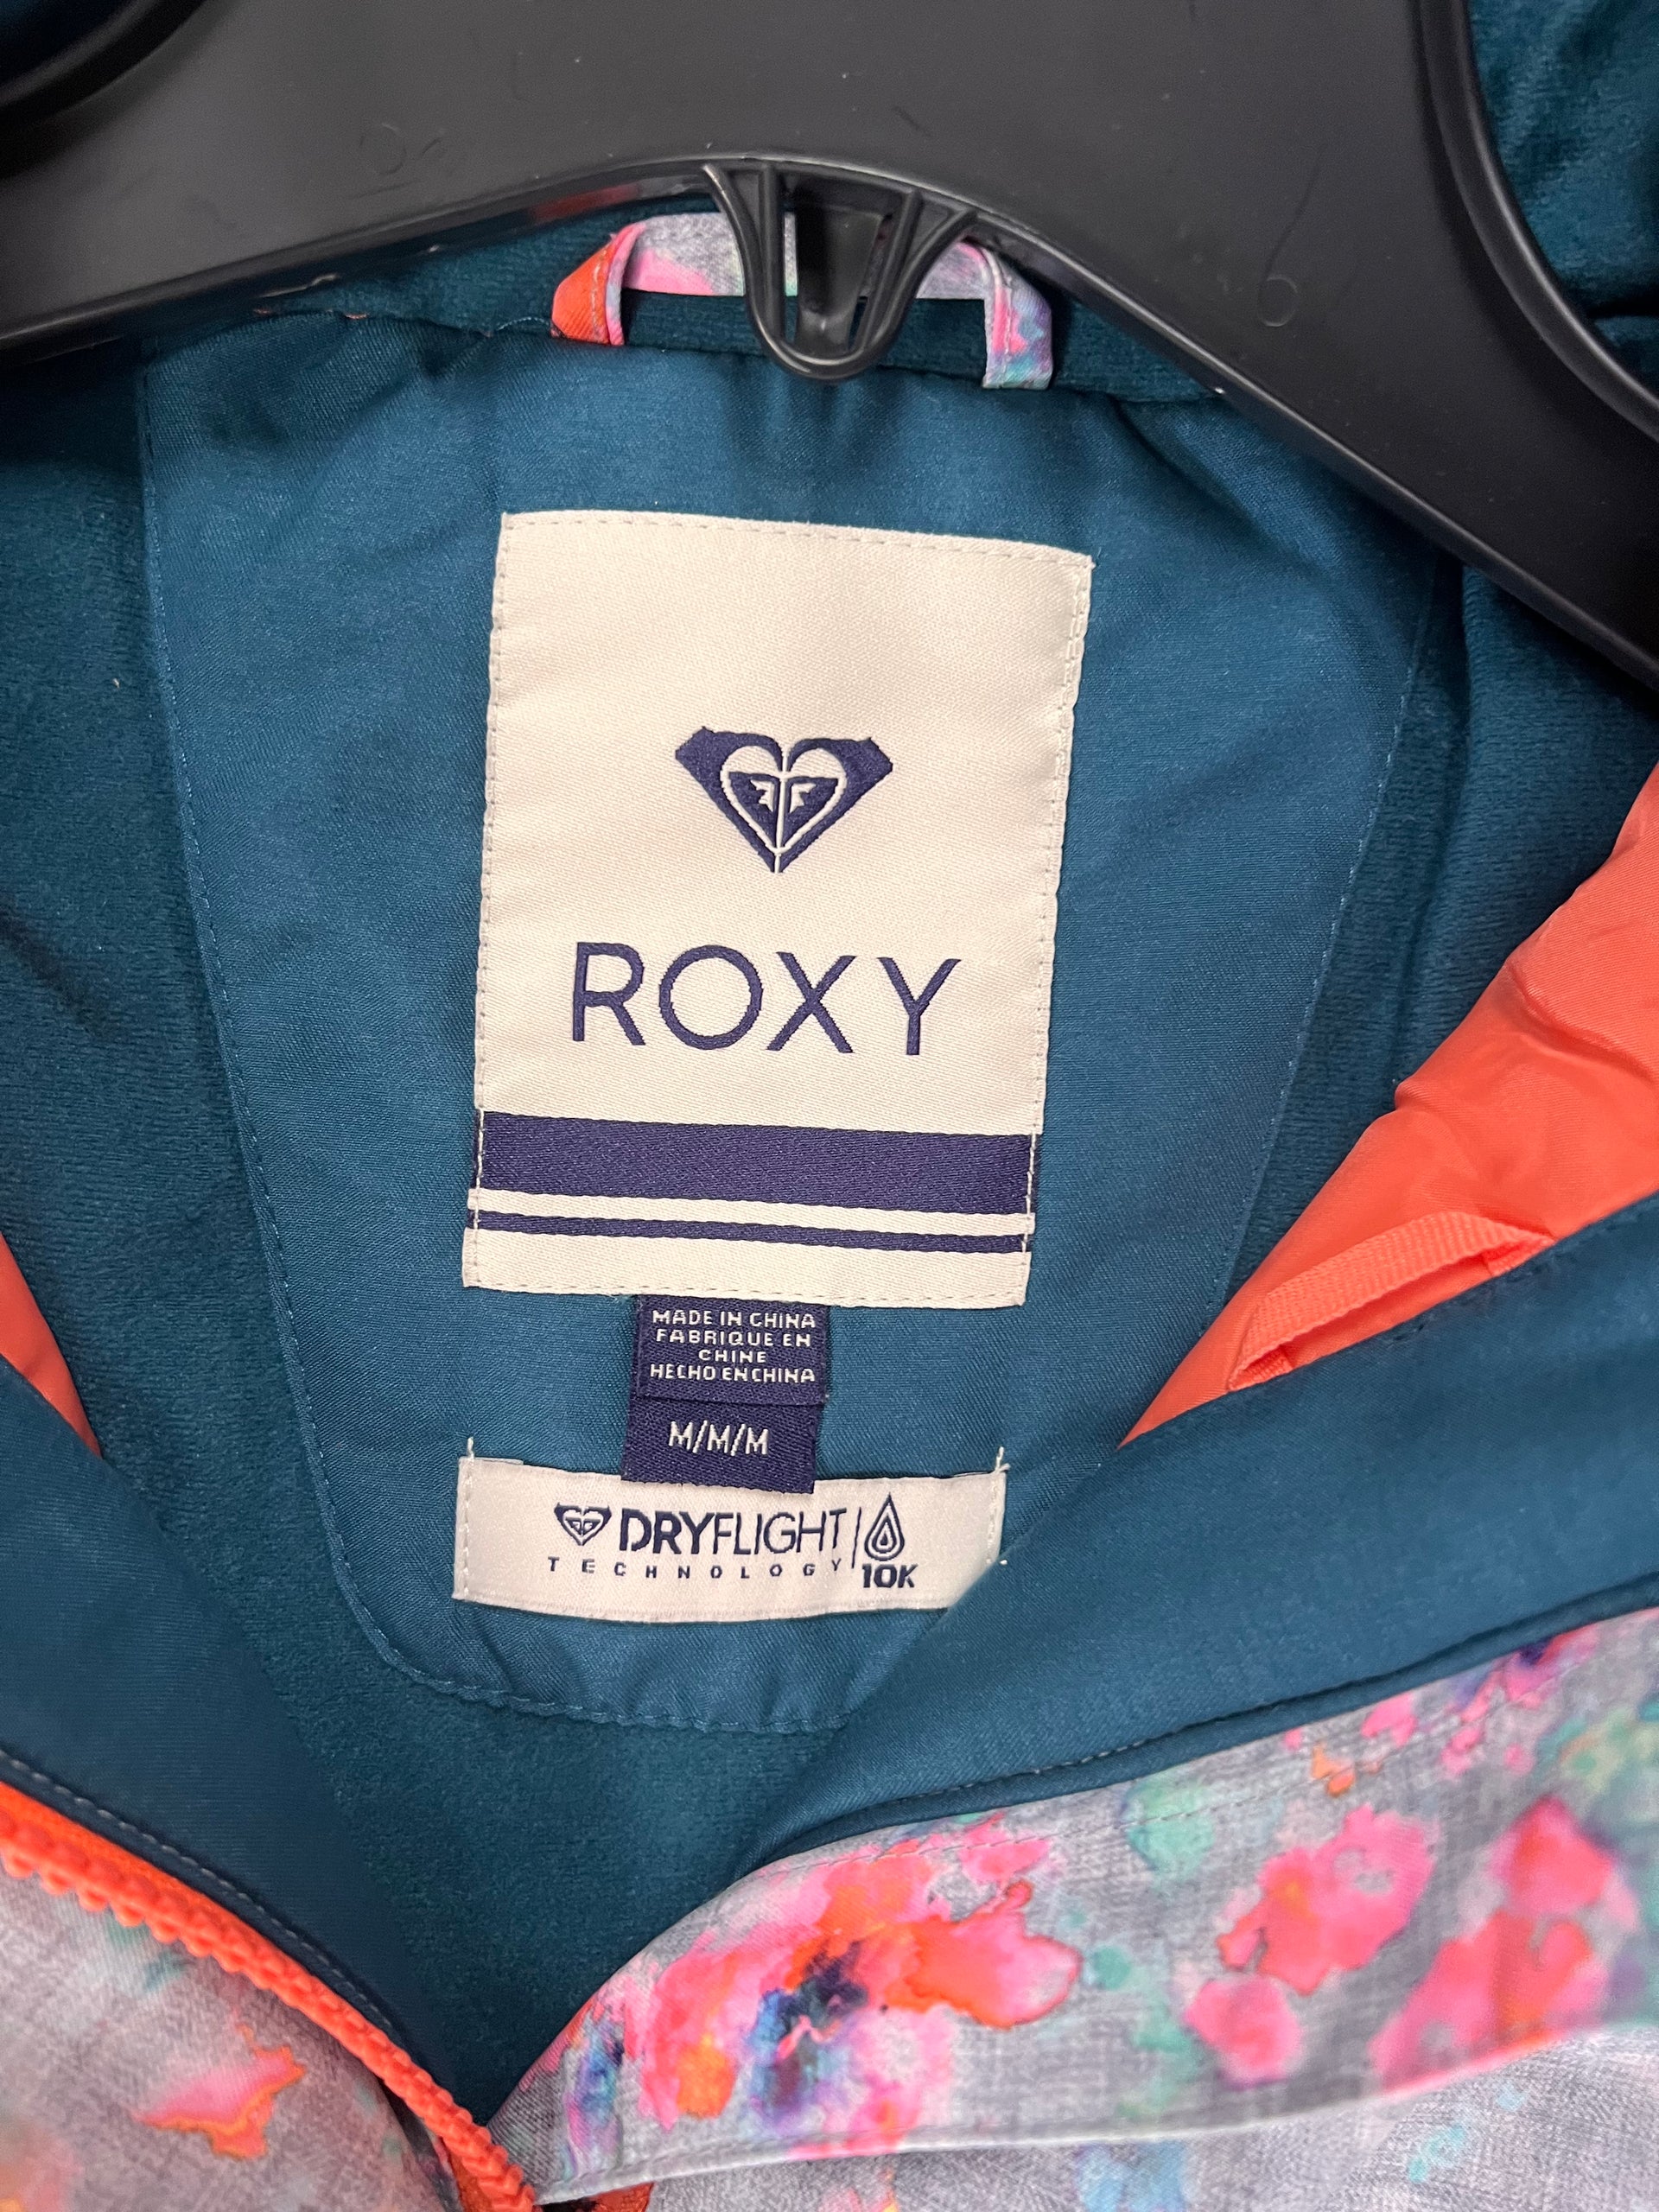 ROXY
MADE IN CHINA
FABRIQUE EN
CHINE
HECHO EN CHINA
M/M/M
DRYFLIGHT
TECHNOLOGY
10K